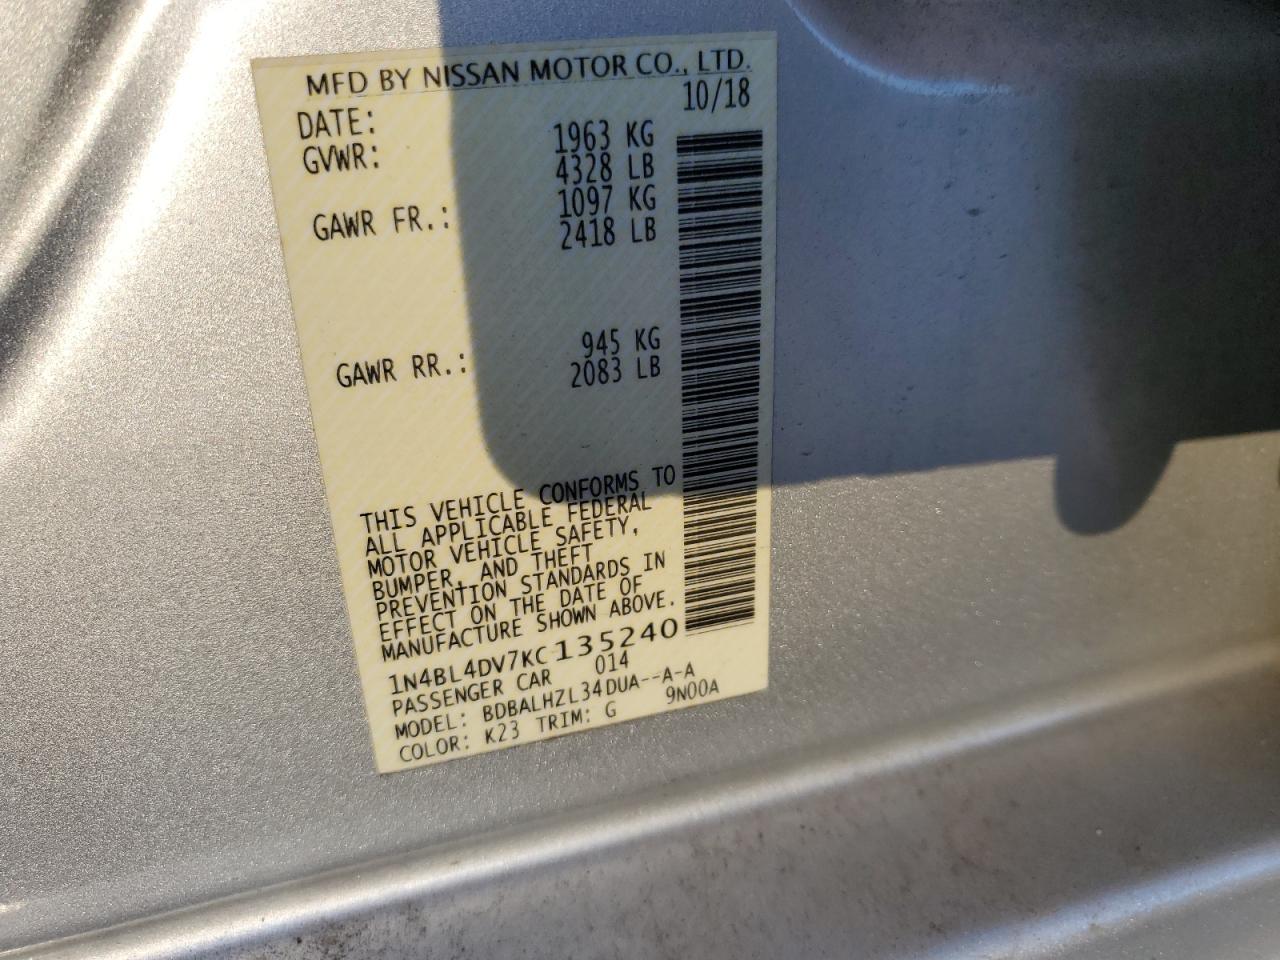 MFD BY NISSAN MOTOR CO., LTD.
DATE: 10/18
GVWR: 1963 KG
4328 LB
GAWR FR.: 1097 KG
2418 LB
GAWR RR.: 945 KG
2083 LB
THIS VEHICLE CONFORMS TO
ALL APPLICABLE FEDERAL
MOTOR VEHICLE SAFETY,
BUMPER, AND THEFT
PREVENTION STANDARDS IN
EFFECT ON THE DATE OF
MANUFACTURE SHOWN ABOVE.
1N4BL4DV7KC135240
PASSENGER CAR 014
MODEL: BDBALHZL34DUA--A-A
COLOR: K23 TRIM: G 9N00A